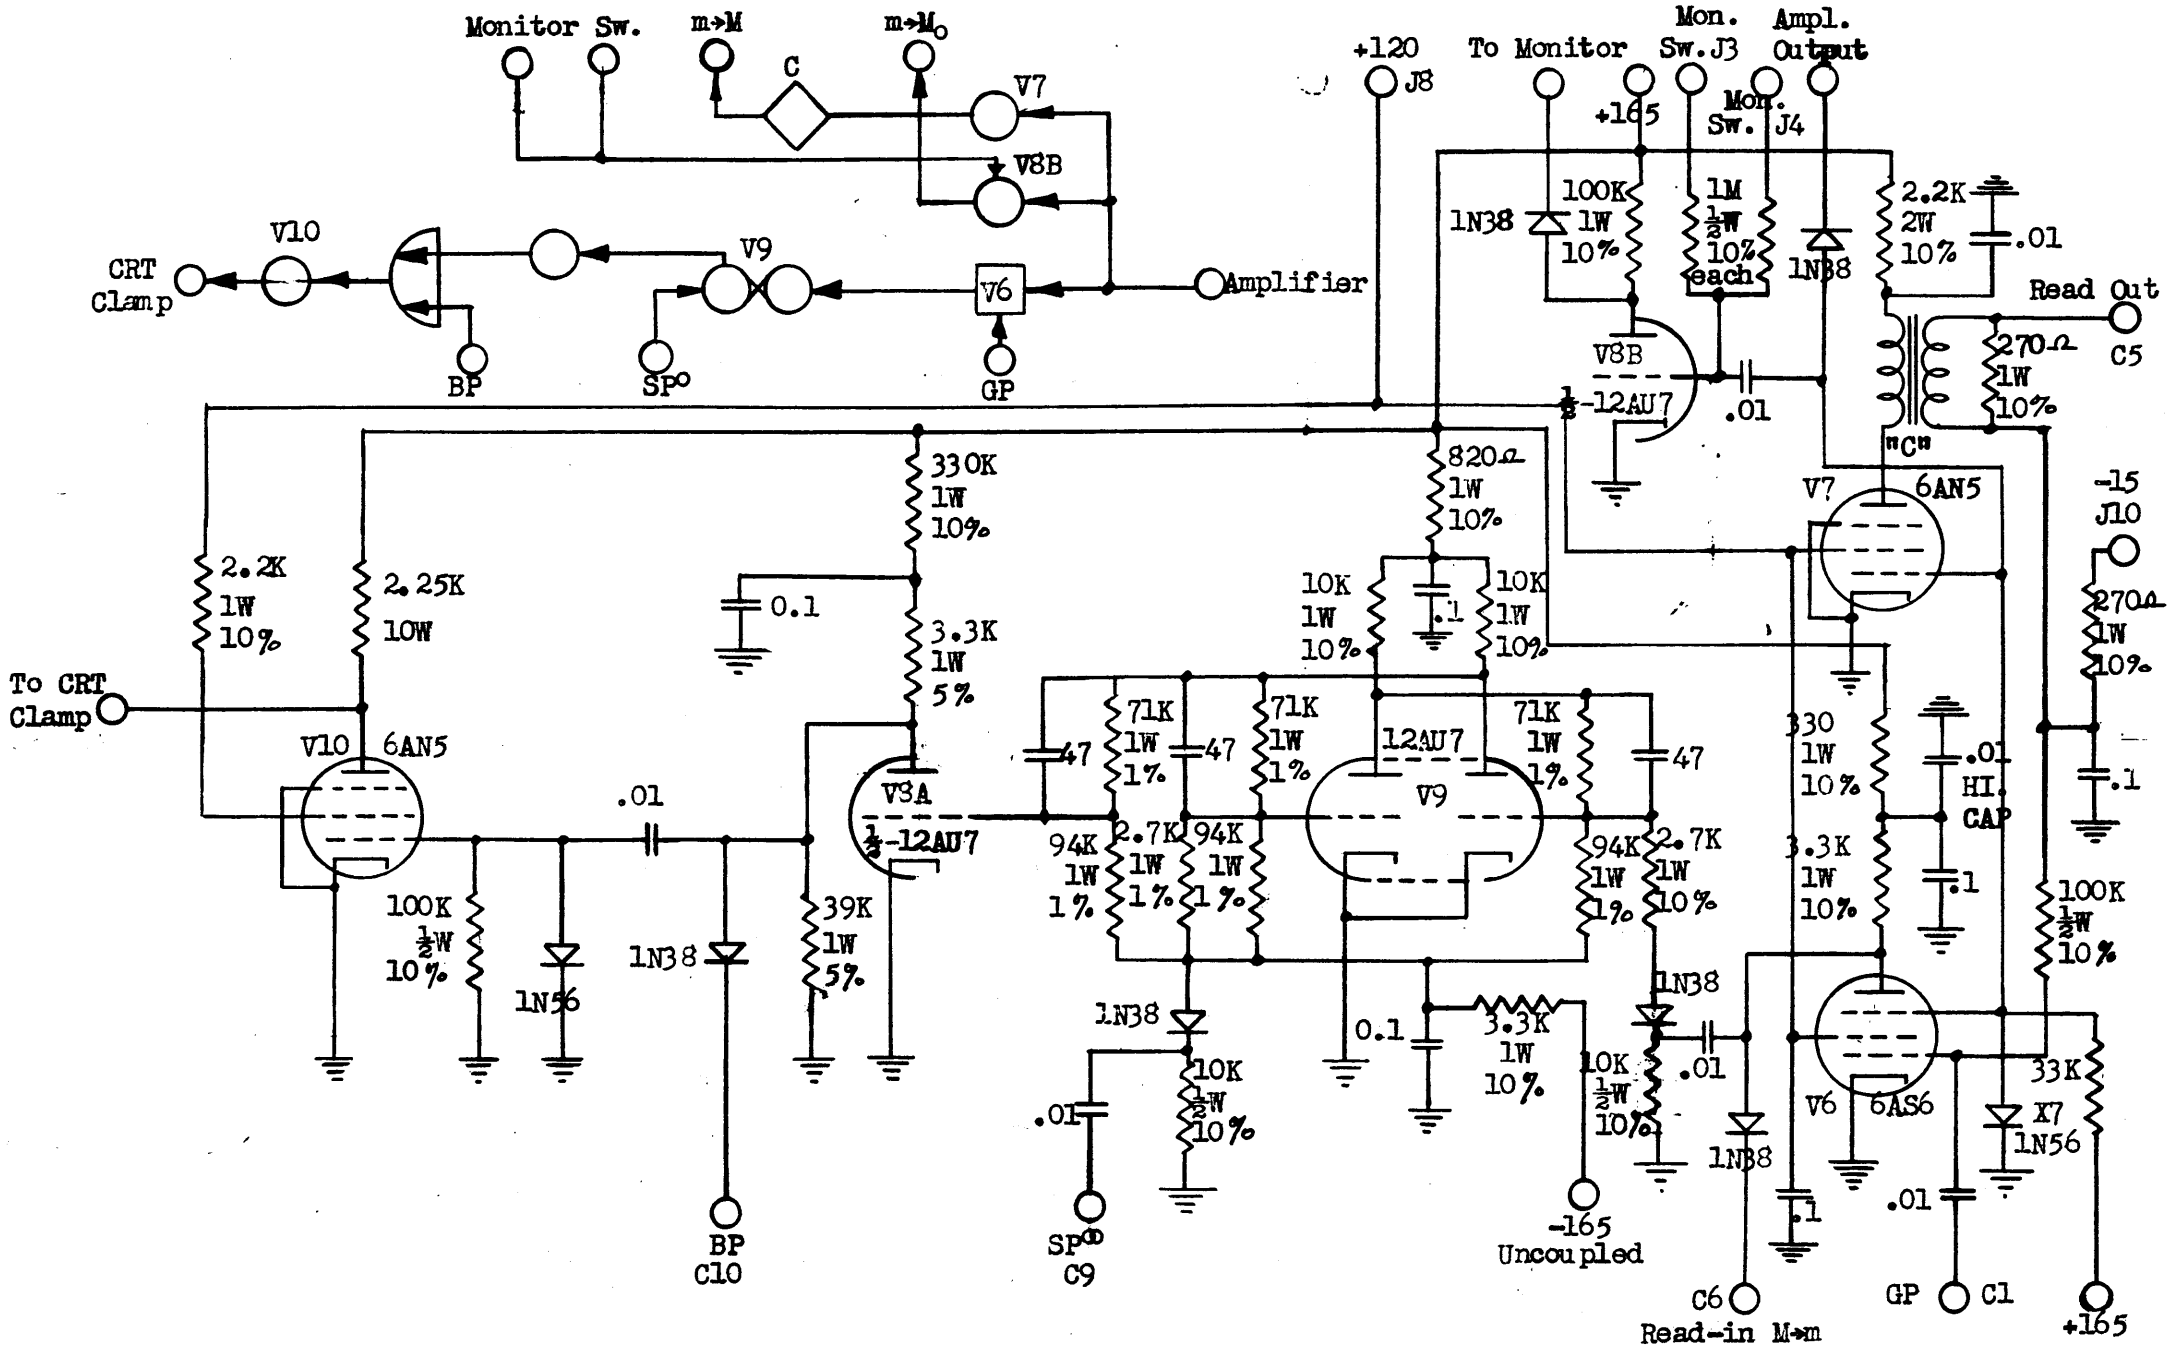 Monitor Sw.
m→M
m→M₀
C
V7
V8B
V10
V9
CRT
Clamp
V6
Amplifier
BP
SP⁰
GP
+120
J8
To Monitor
+165
Mon.
Sw. J3
Mon.
Sw. J4
Ampl.
Output
1N38
100K
1W
10%
1M
½W
10%
each
1N38
2.2K
2W
10%
.01
Read Out
C5
270Ω
1W
10%
V8B
½-12AU7
.01
"C"
V7
6AN5
-15
J10
270Ω
1W
10%
.1
2.2K
1W
10%
2.25K
10W
330K
1W
10%
0.1
3.3K
1W
5%
820Ω
1W
10%
10K
1W
10%
.1
10K
1W
10%
To CRT
Clamp
V10
6AN5
.01
V8A
½-12AU7
47
71K
1W
1%
47
71K
1W
1%
12AU7
V9
71K
1W
1%
47
330
1W
10%
.01
HI.
CAP
.1
3.3K
1W
10%
94K
1W
1%
2.7K
1W
1%
94K
1W
1%
94K
1W
1%
2.7K
1W
10%
100K
½W
10%
1N56
1N38
39K
1W
5%
100K
½W
10%
1N38
10K
½W
10%
.01
0.1
3.3K
1W
10%
1N38
10K
½W
10%
.01
1N38
V6
6AS6
33K
X7
1N56
.01
.1
BP
C10
SP⁰⁰
C9
-165
Uncoupled
C6
Read-in M→m
GP
C1
+165